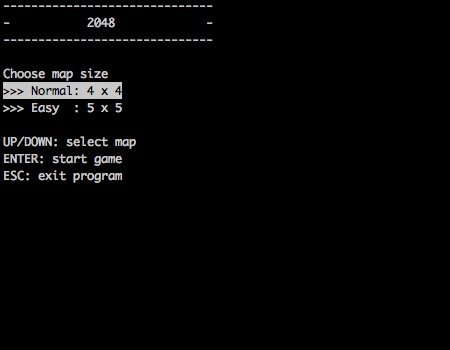 ------------------------------
-           2048             -
------------------------------
Choose map size
>>> Normal: 4 x 4
>>> Easy  : 5 x 5
UP/DOWN: select map
ENTER: start game
ESC: exit program